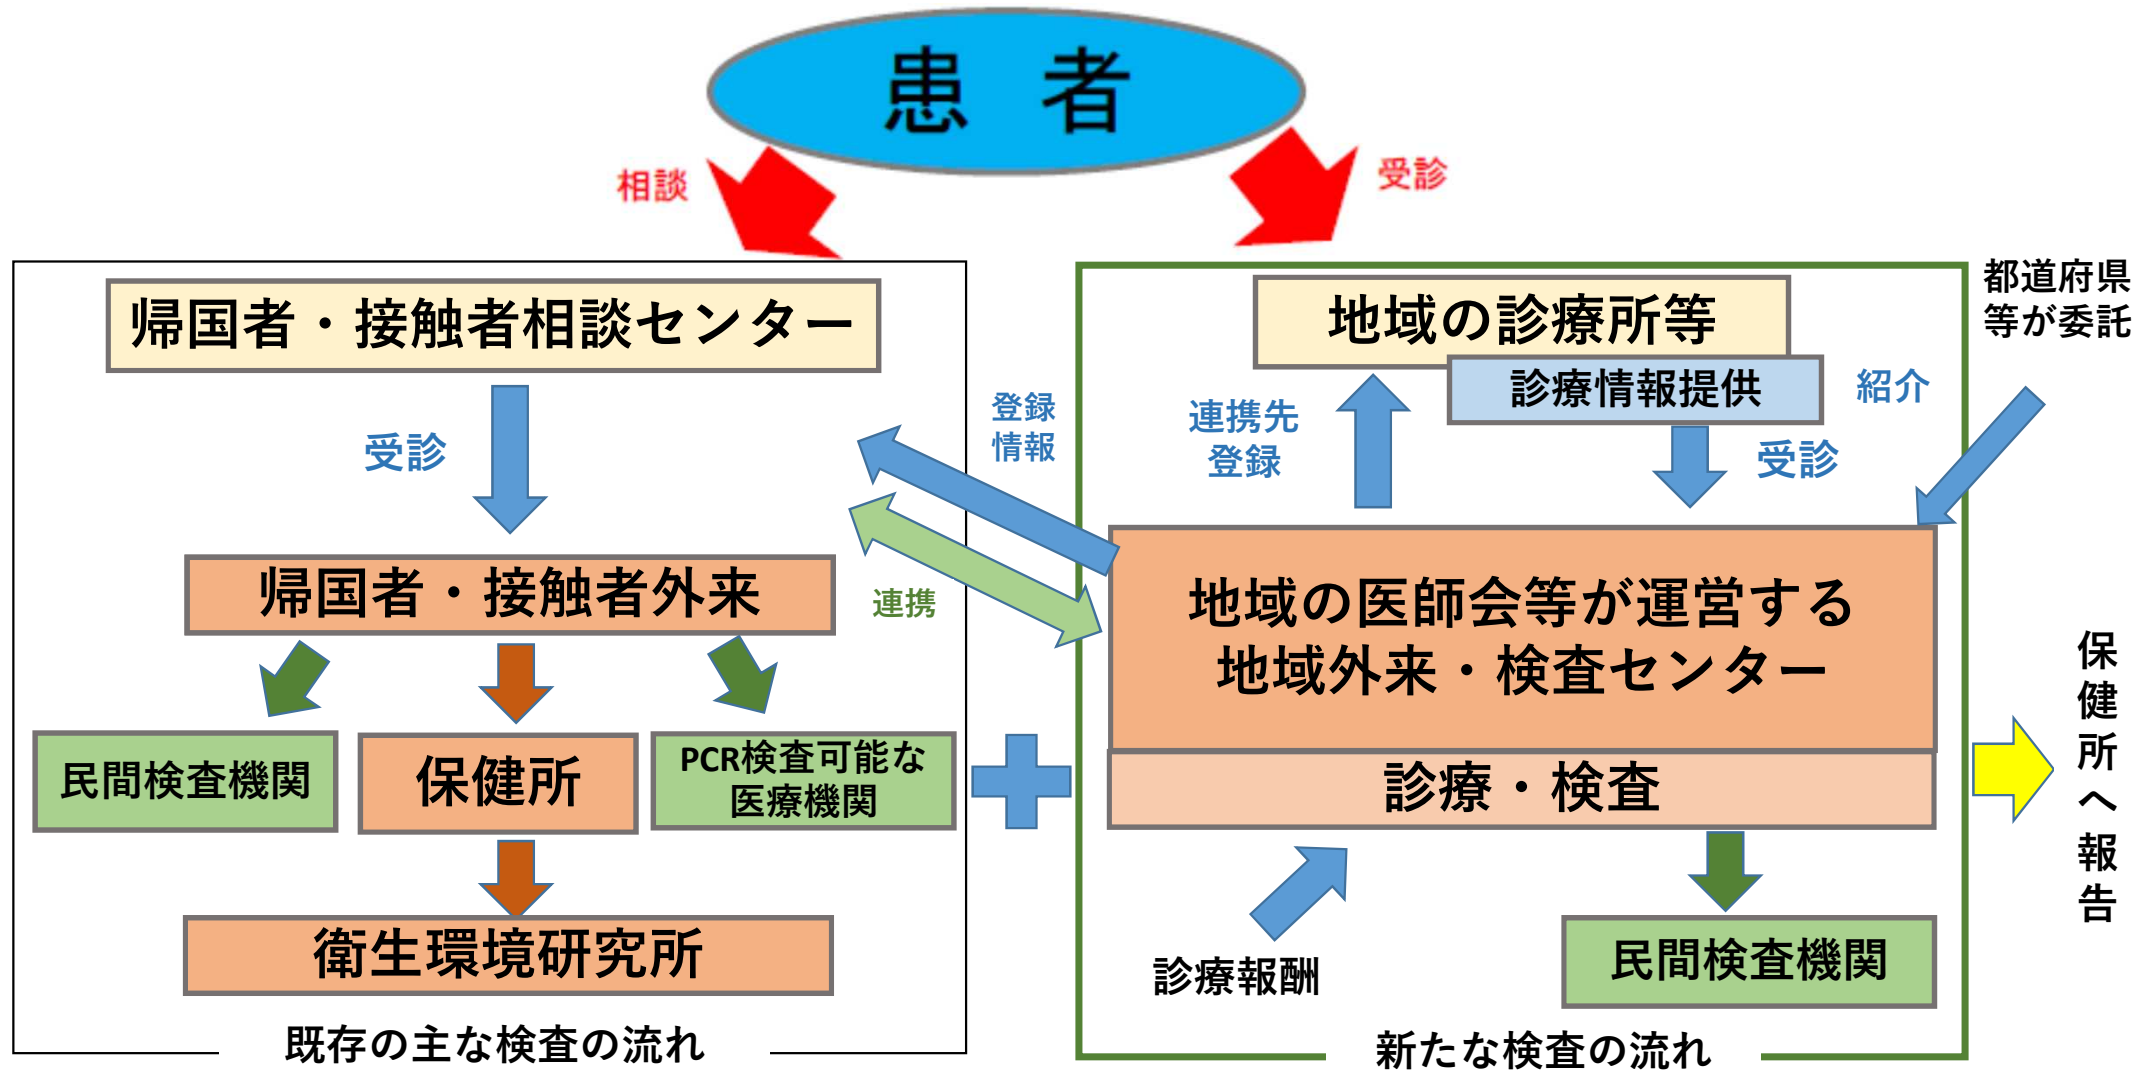 患 者
相談
受診
帰国者・接触者相談センター
受診
帰国者・接触者外来
民間検査機関
保健所
PCR検査可能な
医療機関
衛生環境研究所
既存の主な検査の流れ
登録
情報
連携
地域の診療所等
診療情報提供
連携先
登録
受診
紹介
都道府県
等が委託
地域の医師会等が運営する
地域外来・検査センター
診療・検査
診療報酬
民間検査機関
新たな検査の流れ
保健所へ報告